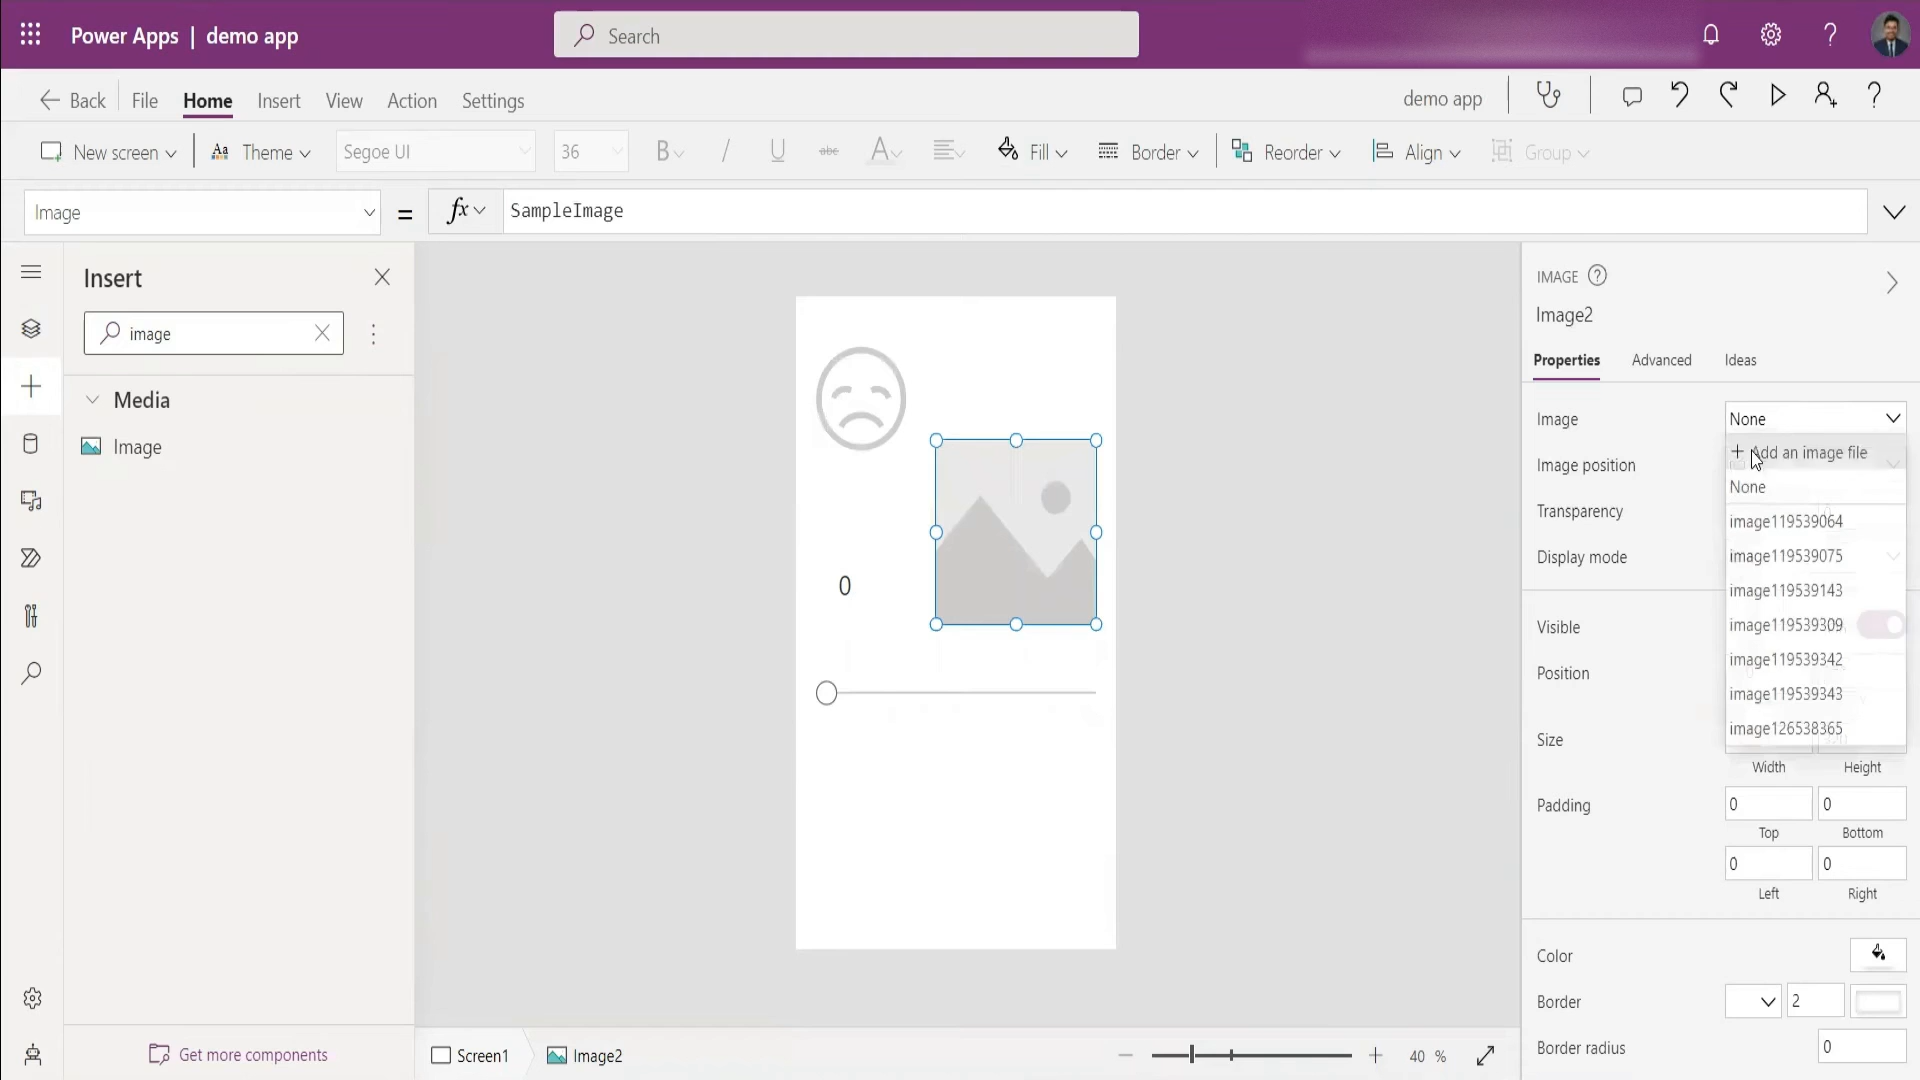 Power Apps | demo app
Search
Back File Home Insert View Action Settings
demo app
New screen Theme Segoe UI 36 B / U abc A Fill Border Reorder Align Group
Image = fx SampleImage
Insert
image
Media
Image
Get more components
0
Screen1 Image2
40 %
IMAGE
Image2
Properties Advanced Ideas
Image None
+ Add an image file
Image position
None
Transparency
image119539064
Display mode
image119539075
image119539143
Visible
image119539309
image119539342
Position
image119539343
image126538365
Size
Width Height
Padding 0 0
Top Bottom
0 0
Left Right
Color
Border 2
Border radius 0